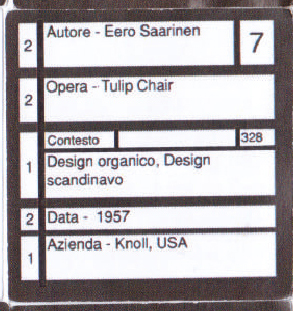 2 Autore - Eero Saarinen 7
2 Opera - Tulip Chair
Contesto 328
1 Design organico, Design
scandinavo
2 Data - 1957
1 Azienda - Knoll, USA